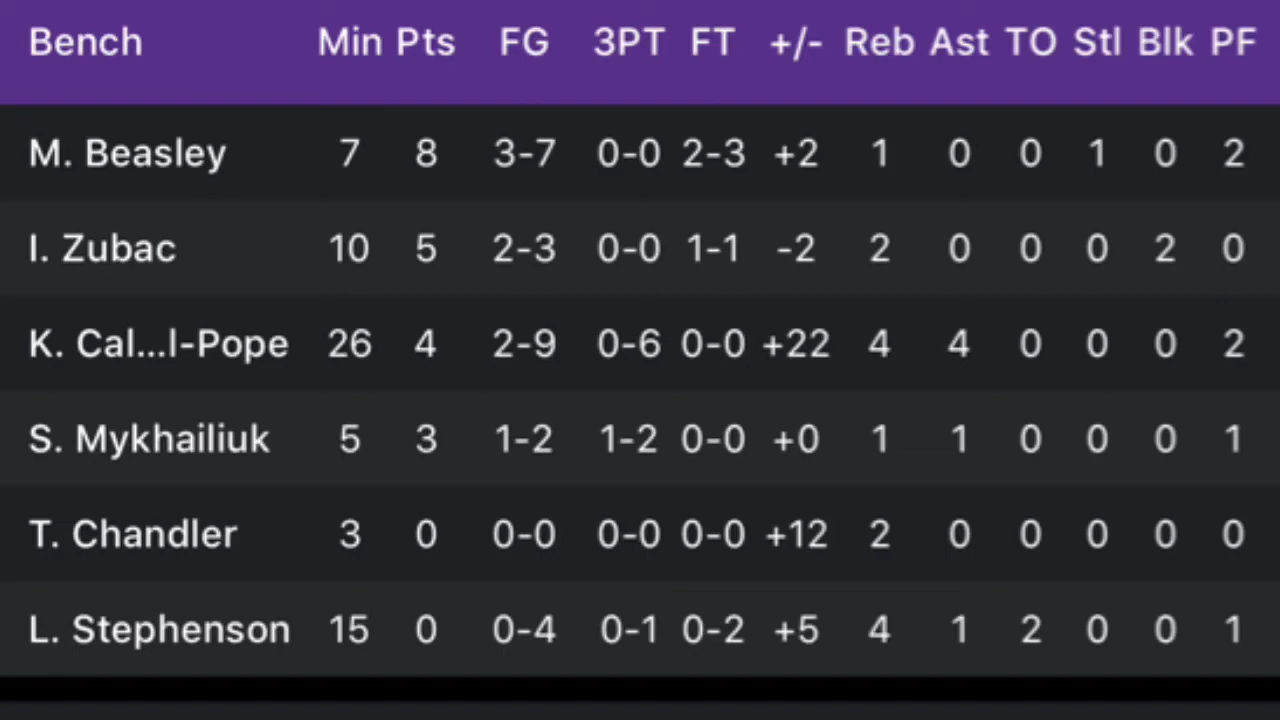 Bench Min Pts FG 3PT FT +/- Reb Ast TO Stl Blk PF
M. Beasley 7 8 3-7 0-0 2-3 +2 1 0 0 1 0 2
I. Zubac 10 5 2-3 0-0 1-1 -2 2 0 0 0 2 0
K. Cal...l-Pope 26 4 2-9 0-6 0-0 +22 4 4 0 0 0 2
S. Mykhailiuk 5 3 1-2 1-2 0-0 +0 1 1 0 0 0 1
T. Chandler 3 0 0-0 0-0 0-0 +12 2 0 0 0 0 0
L. Stephenson 15 0 0-4 0-1 0-2 +5 4 1 2 0 0 1